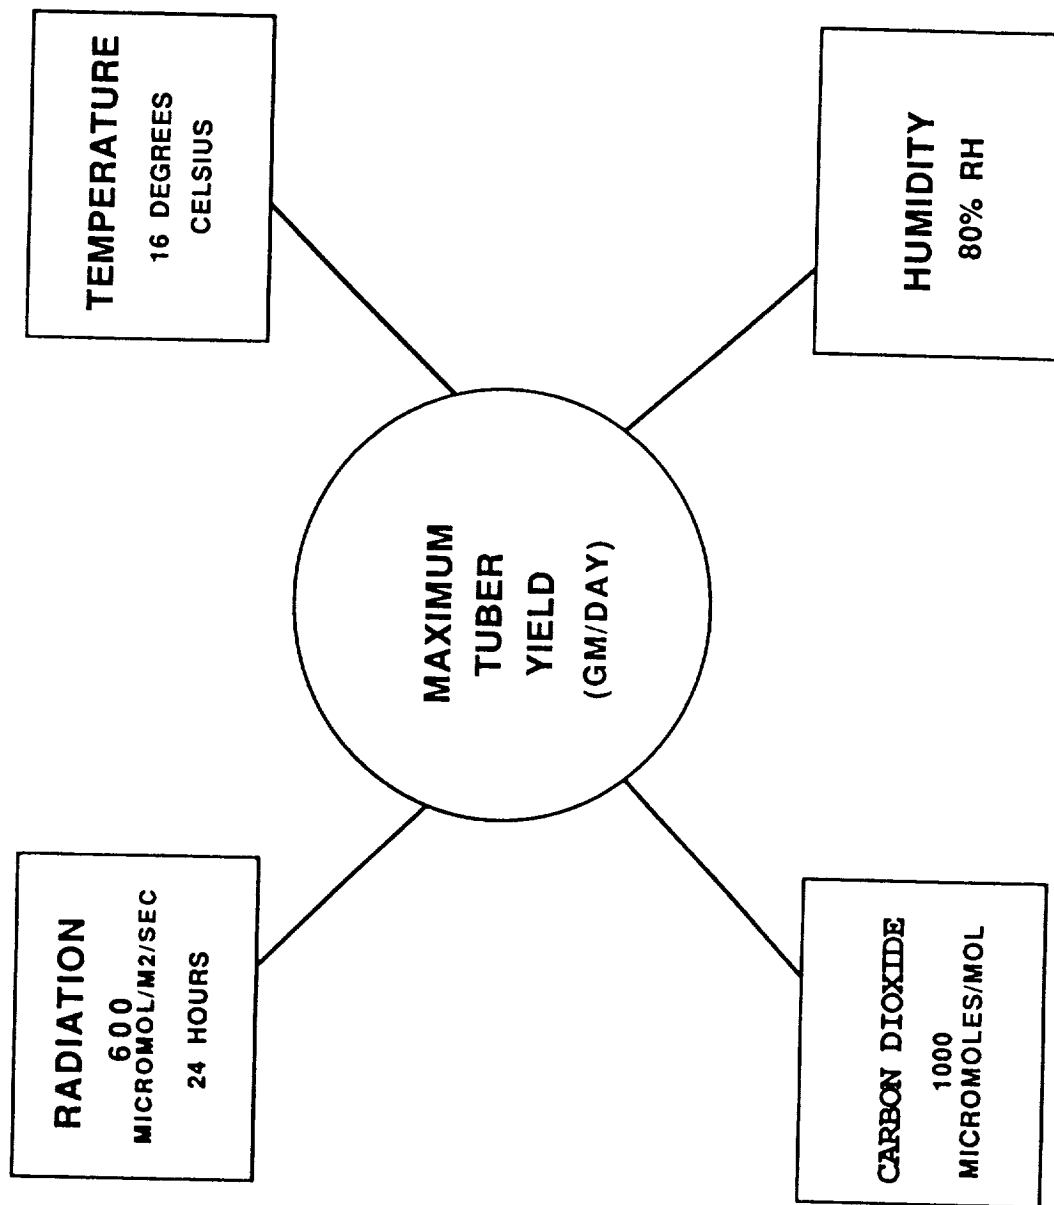 RADIATION
600
MICROMOL/M2/SEC
24 HOURS
TEMPERATURE
16 DEGREES
CELSIUS
MAXIMUM
TUBER
YIELD
(GM/DAY)
CARBON DIOXIDE
1000
MICROMOLES/MOL
HUMIDITY
80% RH